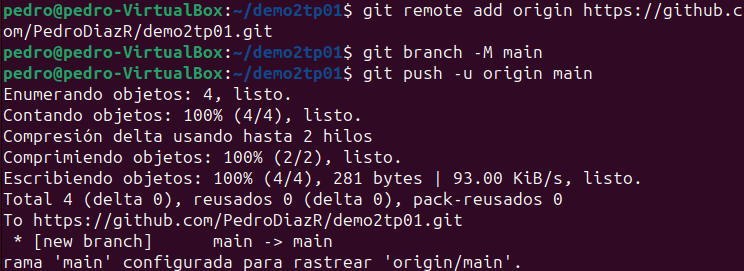 pedro@pedro-VirtualBox:~/demo2tp01$ git remote add origin https://github.c
om/PedroDiazR/demo2tp01.git
pedro@pedro-VirtualBox:~/demo2tp01$ git branch -M main
pedro@pedro-VirtualBox:~/demo2tp01$ git push -u origin main
Enumerando objetos: 4, listo.
Contando objetos: 100% (4/4), listo.
Compresión delta usando hasta 2 hilos
Comprimiendo objetos: 100% (2/2), listo.
Escribiendo objetos: 100% (4/4), 281 bytes | 93.00 KiB/s, listo.
Total 4 (delta 0), reusados 0 (delta 0), pack-reusados 0
To https://github.com/PedroDiazR/demo2tp01.git
 * [new branch]      main -> main
rama 'main' configurada para rastrear 'origin/main'.